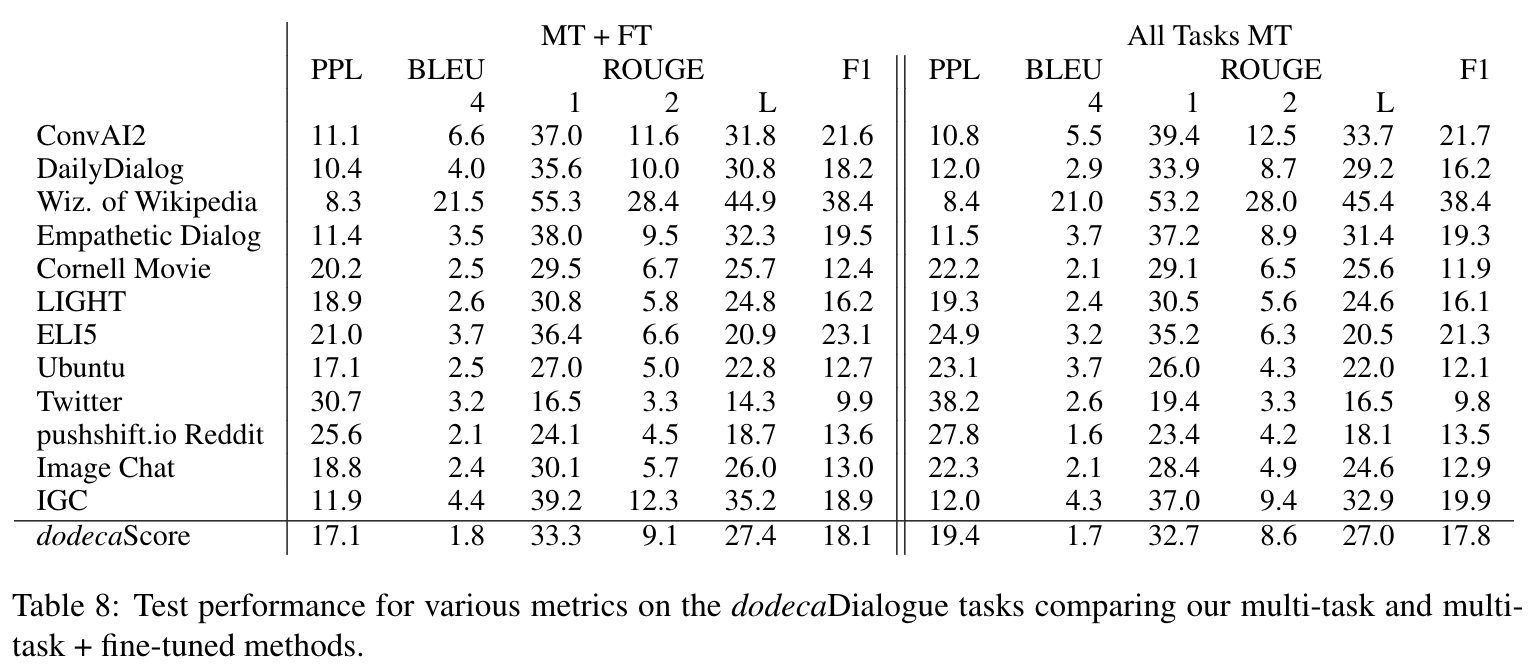 MT + FT All Tasks MT
PPL BLEU ROUGE F1 PPL BLEU ROUGE F1
4 1 2 L 4 1 2 L
ConvAI2 11.1 6.6 37.0 11.6 31.8 21.6 10.8 5.5 39.4 12.5 33.7 21.7
DailyDialog 10.4 4.0 35.6 10.0 30.8 18.2 12.0 2.9 33.9 8.7 29.2 16.2
Wiz. of Wikipedia 8.3 21.5 55.3 28.4 44.9 38.4 8.4 21.0 53.2 28.0 45.4 38.4
Empathetic Dialog 11.4 3.5 38.0 9.5 32.3 19.5 11.5 3.7 37.2 8.9 31.4 19.3
Cornell Movie 20.2 2.5 29.5 6.7 25.7 12.4 22.2 2.1 29.1 6.5 25.6 11.9
LIGHT 18.9 2.6 30.8 5.8 24.8 16.2 19.3 2.4 30.5 5.6 24.6 16.1
ELI5 21.0 3.7 36.4 6.6 20.9 23.1 24.9 3.2 35.2 6.3 20.5 21.3
Ubuntu 17.1 2.5 27.0 5.0 22.8 12.7 23.1 3.7 26.0 4.3 22.0 12.1
Twitter 30.7 3.2 16.5 3.3 14.3 9.9 38.2 2.6 19.4 3.3 16.5 9.8
pushshift.io Reddit 25.6 2.1 24.1 4.5 18.7 13.6 27.8 1.6 23.4 4.2 18.1 13.5
Image Chat 18.8 2.4 30.1 5.7 26.0 13.0 22.3 2.1 28.4 4.9 24.6 12.9
IGC 11.9 4.4 39.2 12.3 35.2 18.9 12.0 4.3 37.0 9.4 32.9 19.9
dodecaScore 17.1 1.8 33.3 9.1 27.4 18.1 19.4 1.7 32.7 8.6 27.0 17.8
Table 8: Test performance for various metrics on the dodecaDialogue tasks comparing our multi-task and multi-
task + fine-tuned methods.